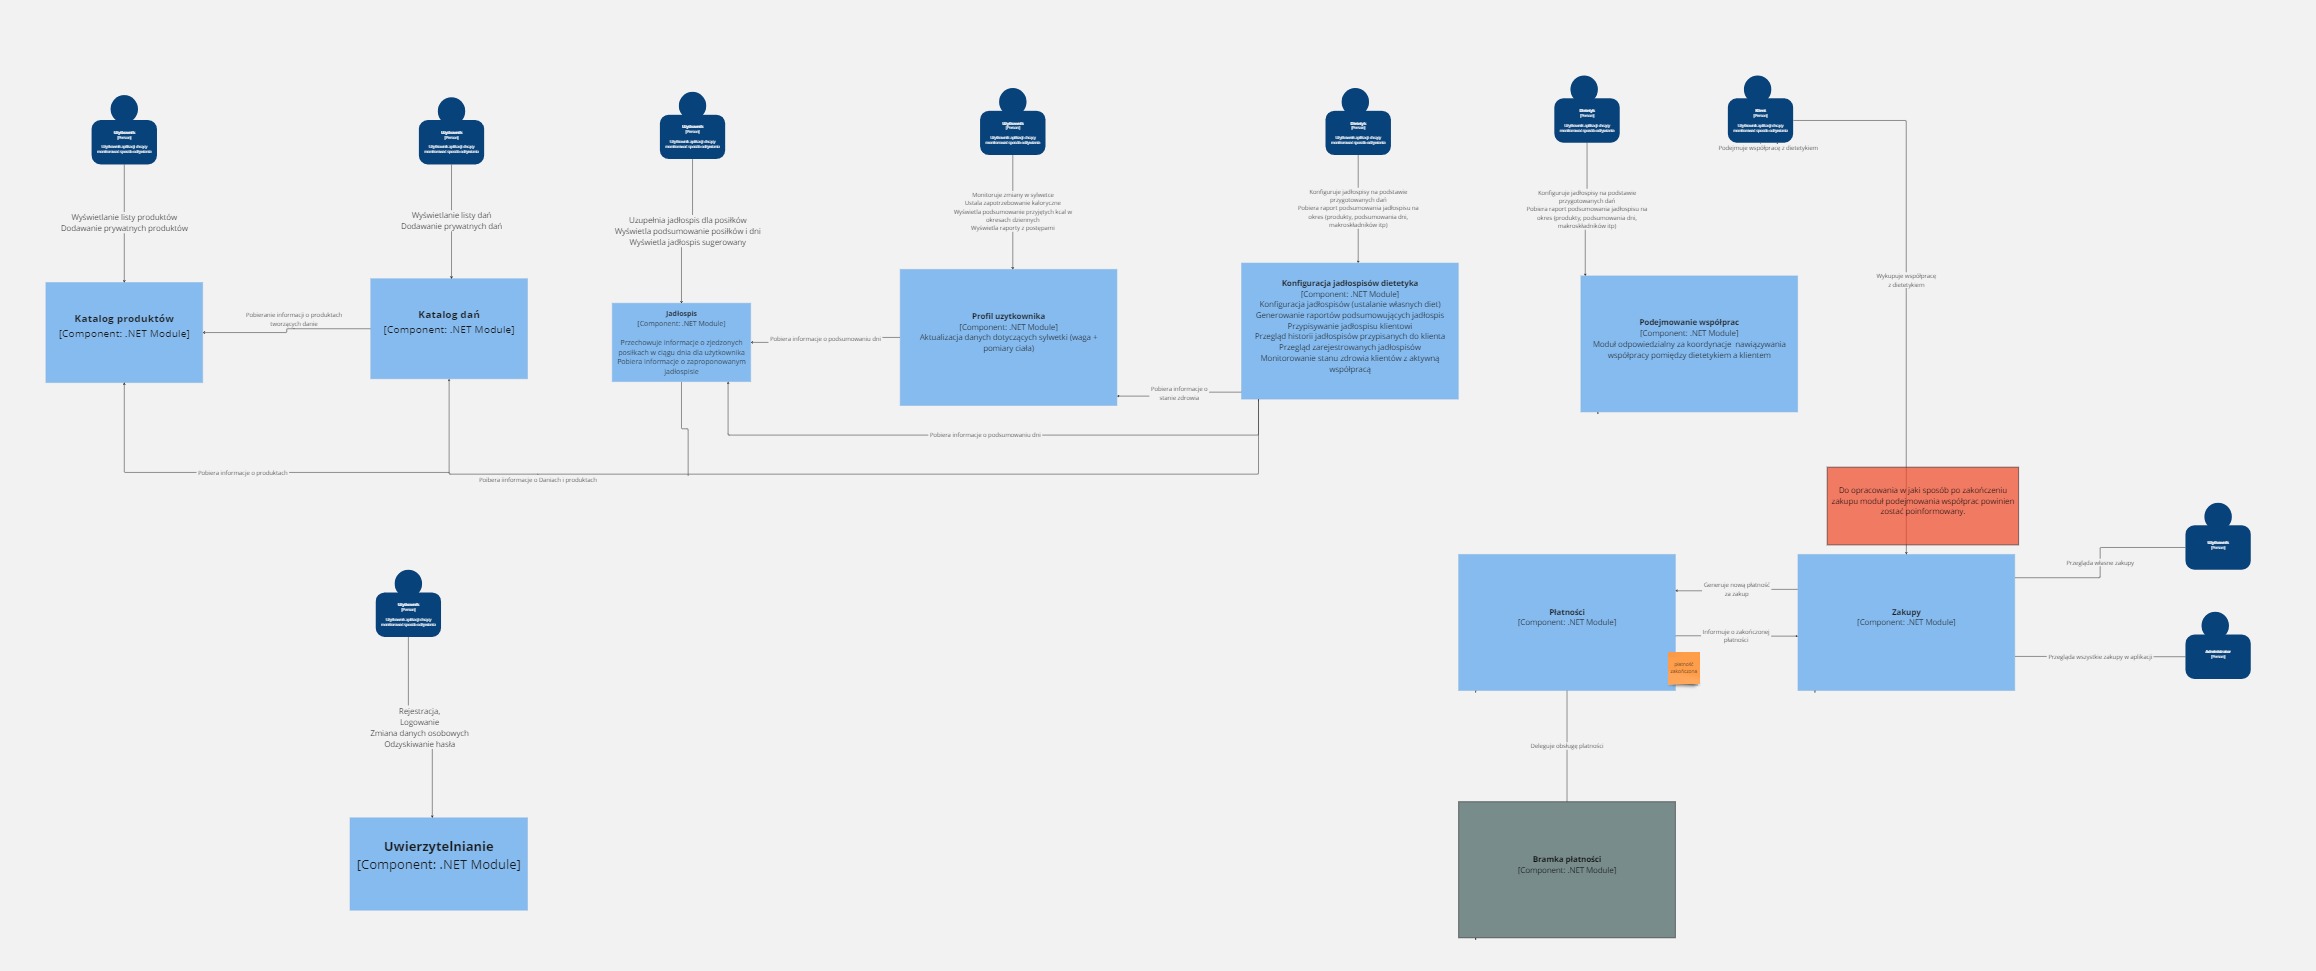 Użytkownik
[Person]
Użytkownik aplikacji chcący
monitorować sposób odżywiania
Wyświetlanie listy produktów
Dodawanie prywatnych produktów
Katalog produktów
[Component: .NET Module]
Użytkownik
[Person]
Użytkownik aplikacji chcący
monitorować sposób odżywiania
Wyświetlanie listy dań
Dodawanie prywatnych dań
Katalog dań
[Component: .NET Module]
Pobieranie informacji o produktach
tworzących danie
Użytkownik
[Person]
Użytkownik aplikacji chcący
monitorować sposób odżywiania
Uzupełnia jadłospis dla posiłków
Wyświetla podsumowanie posiłków i dni
Wyświetla jadłospis sugerowany
Jadłospis
[Component: .NET Module]
Przechowuje informacje o zjedzonych
posiłkach w ciągu dnia dla użytkownika
Pobiera informacje o zaproponowanym
jadłospisie
Użytkownik
[Person]
Użytkownik aplikacji chcący
monitorować sposób odżywiania
Monitoruje zmiany w sylwetce
Ustala zapotrzebowanie kaloryczne
Wyświetla podsumowanie przyjętych kcal w
okresach dziennych
Wyświetla raporty z postępami
Pobiera informacje o podsumowaniu dni
Profil uzytkownika
[Component: .NET Module]
Aktualizacja danych dotyczących sylwetki (waga +
pomiary ciała)
Dietetyk
[Person]
Użytkownik aplikacji chcący
monitorować sposób odżywiania
Konfiguruje jadłospisy na podstawie
przygotowanych dań
Pobiera raport podsumowania jadłospisu na
okres (produkty, podsumowania dni,
makroskładników itp)
Konfiguracja jadłospisów dietetyka
[Component: .NET Module]
Konfiguracja jadłospisów (ustalanie własnych diet)
Generowanie raportów podsumowujących jadłospis
Przypisywanie jadłospisu klientowi
Przegląd historii jadłospisów przypisanych do klienta
Przegląd zarejestrowanych jadłospisów
Monitorowanie stanu zdrowia klientów z aktywną
współpracą
Pobiera informacje o
stanie zdrowia
Pobiera informacje o podsumowaniu dni
Pobiera informacje o produktach
Poibera informacje o Daniach i produktach
Dietetyk
[Person]
Użytkownik aplikacji chcący
monitorować sposób odżywiania
Konfiguruje jadłospisy na podstawie
przygotowanych dań
Pobiera raport podsumowania jadłospisu na
okres (produkty, podsumowania dni,
makroskładników itp)
Klient
[Person]
Użytkownik aplikacji chcący
monitorować sposób odżywiania
Podejmuje współpracę z dietetykiem
Podejmowanie współprac
[Component: .NET Module]
Moduł odpowiedzialny za koordynacje  nawiązywania
współpracy pomiędzy dietetykiem a klientem
Wykupuje współpracę
z dietetykiem
Do opracowania w jaki sposób po zakończeniu
zakupu moduł podejmowania współprac powinien
zostać poinformowany.
Płatności
[Component: .NET Module]
płatność
zakończona
Generuje nową płatność
za zakup
Informuje o zakończonej
płatności
Zakupy
[Component: .NET Module]
Użytkownik
[Person]
Przegląda własne zakupy
Administrator
[Person]
Przegląda wszystkie zakupy w aplikacji
Deleguje obsługę płatności
Bramka płatności
[Component: .NET Module]
Użytkownik
[Person]
Użytkownik aplikacji chcący
monitorować sposób odżywiania
Rejestracja,
Logowanie
Zmiana danych osobowych
Odzyskiwanie hasła
Uwierzytelnianie
[Component: .NET Module]